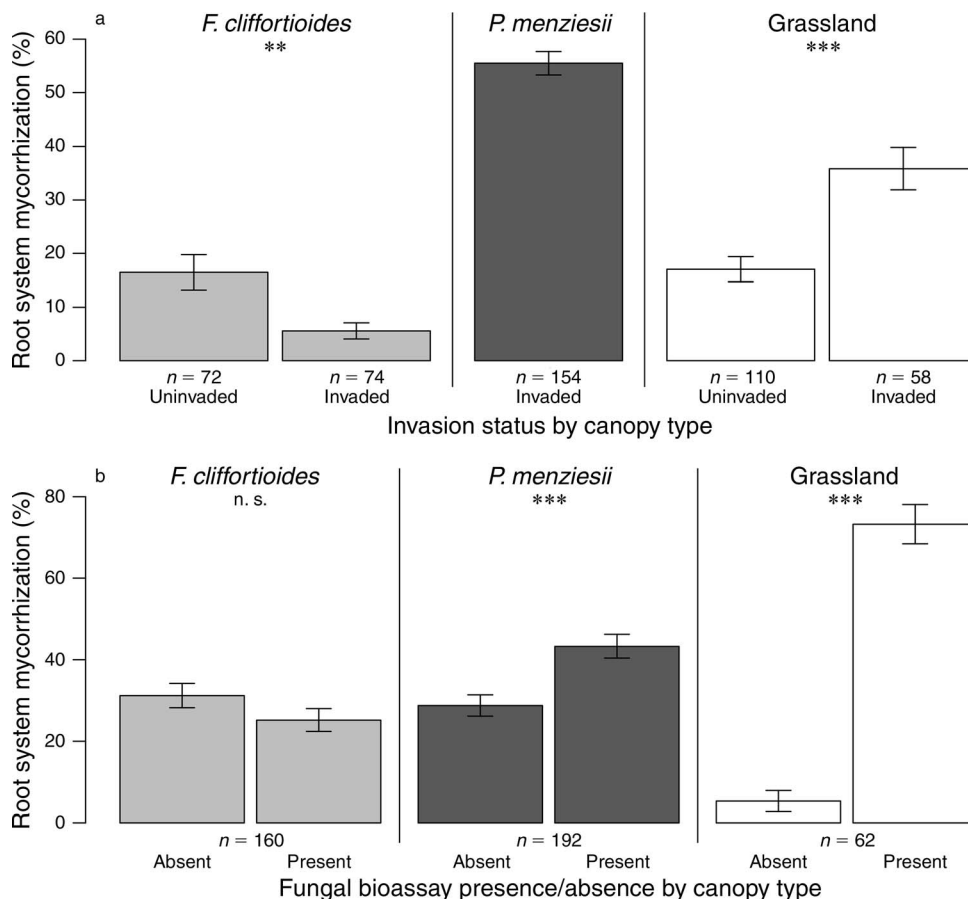 a
F. cliffortioides
P. menziesii
Grassland
**
***
Root system mycorrhization (%)
60
50
40
30
20
10
0
n = 72
n = 74
n = 154
n = 110
n = 58
Uninvaded
Invaded
Invaded
Uninvaded
Invaded
Invasion status by canopy type
b
F. cliffortioides
P. menziesii
Grassland
n. s.
***
***
Root system mycorrhization (%)
80
60
40
20
0
n = 160
n = 192
n = 62
Absent
Present
Absent
Present
Absent
Present
Fungal bioassay presence/absence by canopy type